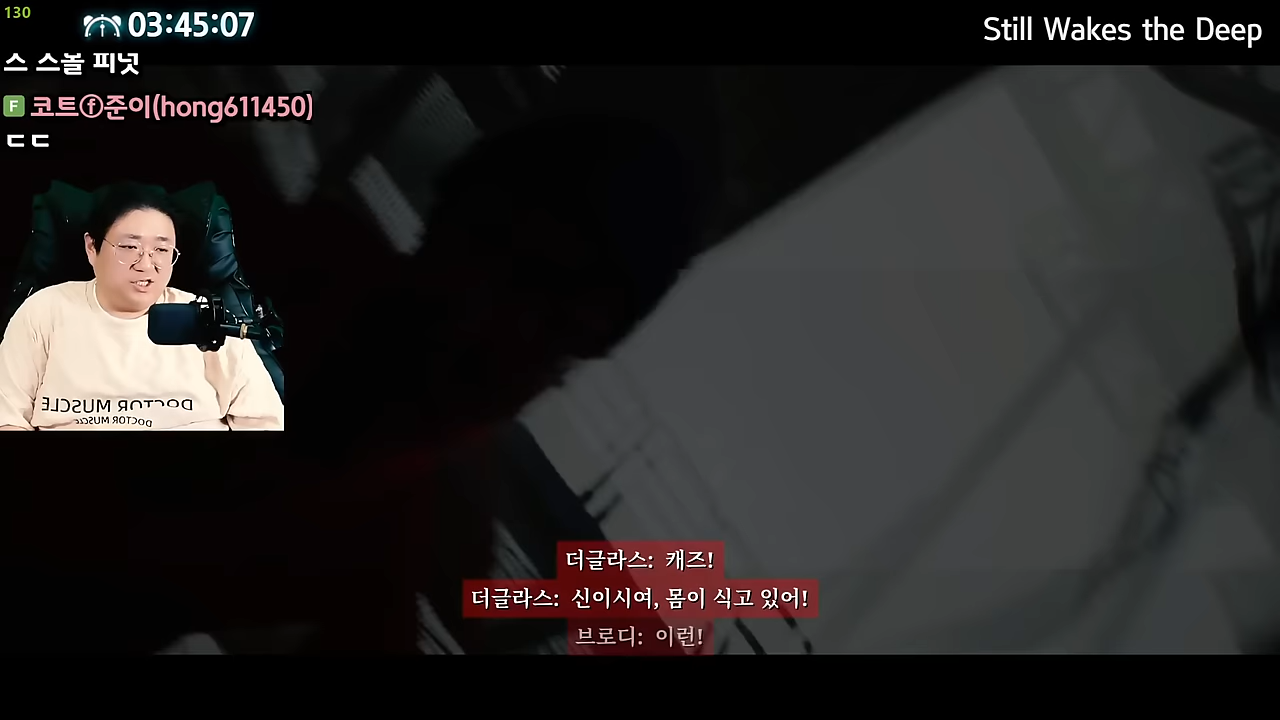 130
03:45:07
Still Wakes the Deep
스 스볼 피넛
F 코트ⓕ준이(hong611450)
ㄷㄷ
DOCTOR MUSCLE
DOCTOR MUSCLE
더글라스: 캐즈!
더글라스: 신이시여, 몸이 식고 있어!
브로디: 이런!